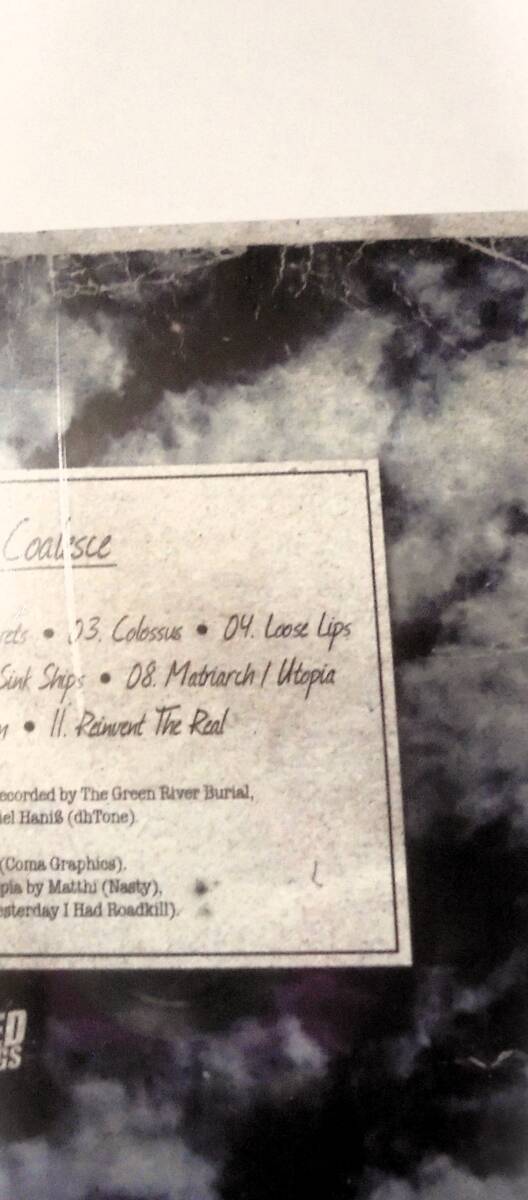 Coalesce
rets • 03. Colossus • 04. Loose Lips
Sink Ships • 08. Matriarch / Utopia
n • 11. Reinvent The Real
ecorded by The Green River Burial,
iel Haniß (dhTone)
(Coma Graphics).
pia by Matthi (Nasty),
esterday I Had Roadkill).
ED
GS